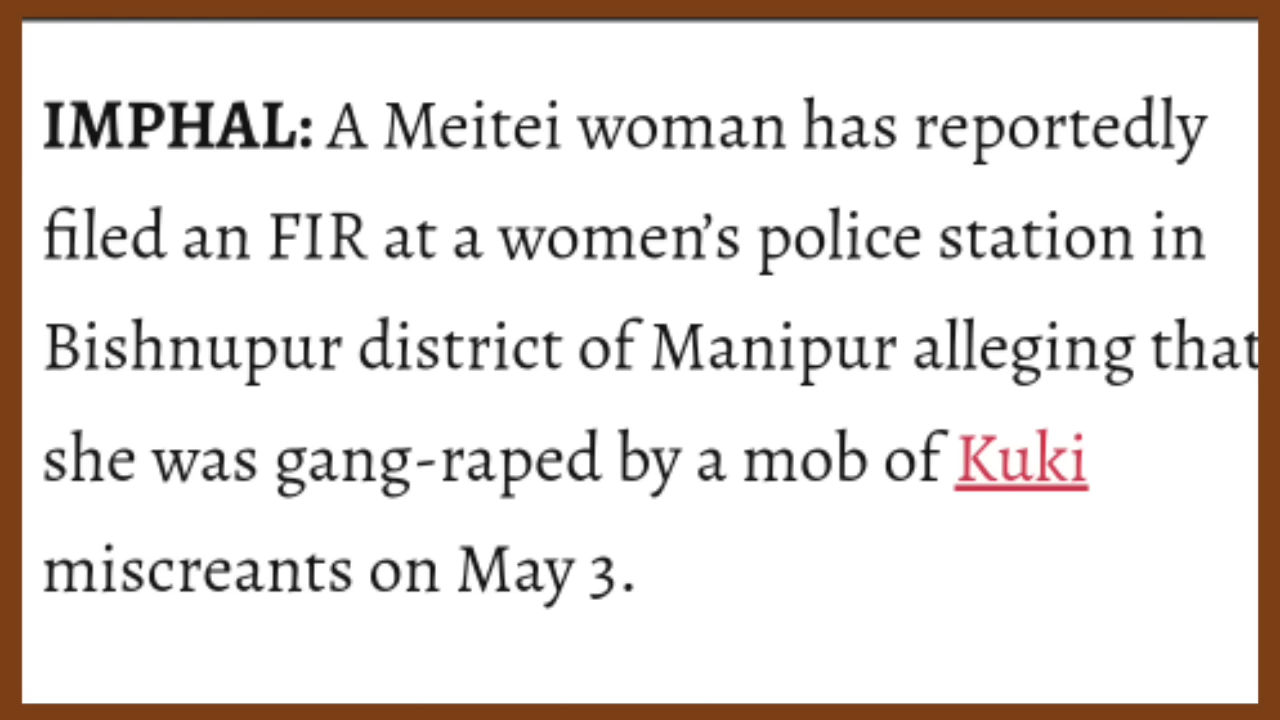 IMPHAL: A Meitei woman has reportedly
filed an FIR at a women’s police station in
Bishnupur district of Manipur alleging that
she was gang-raped by a mob of Kuki
miscreants on May 3.